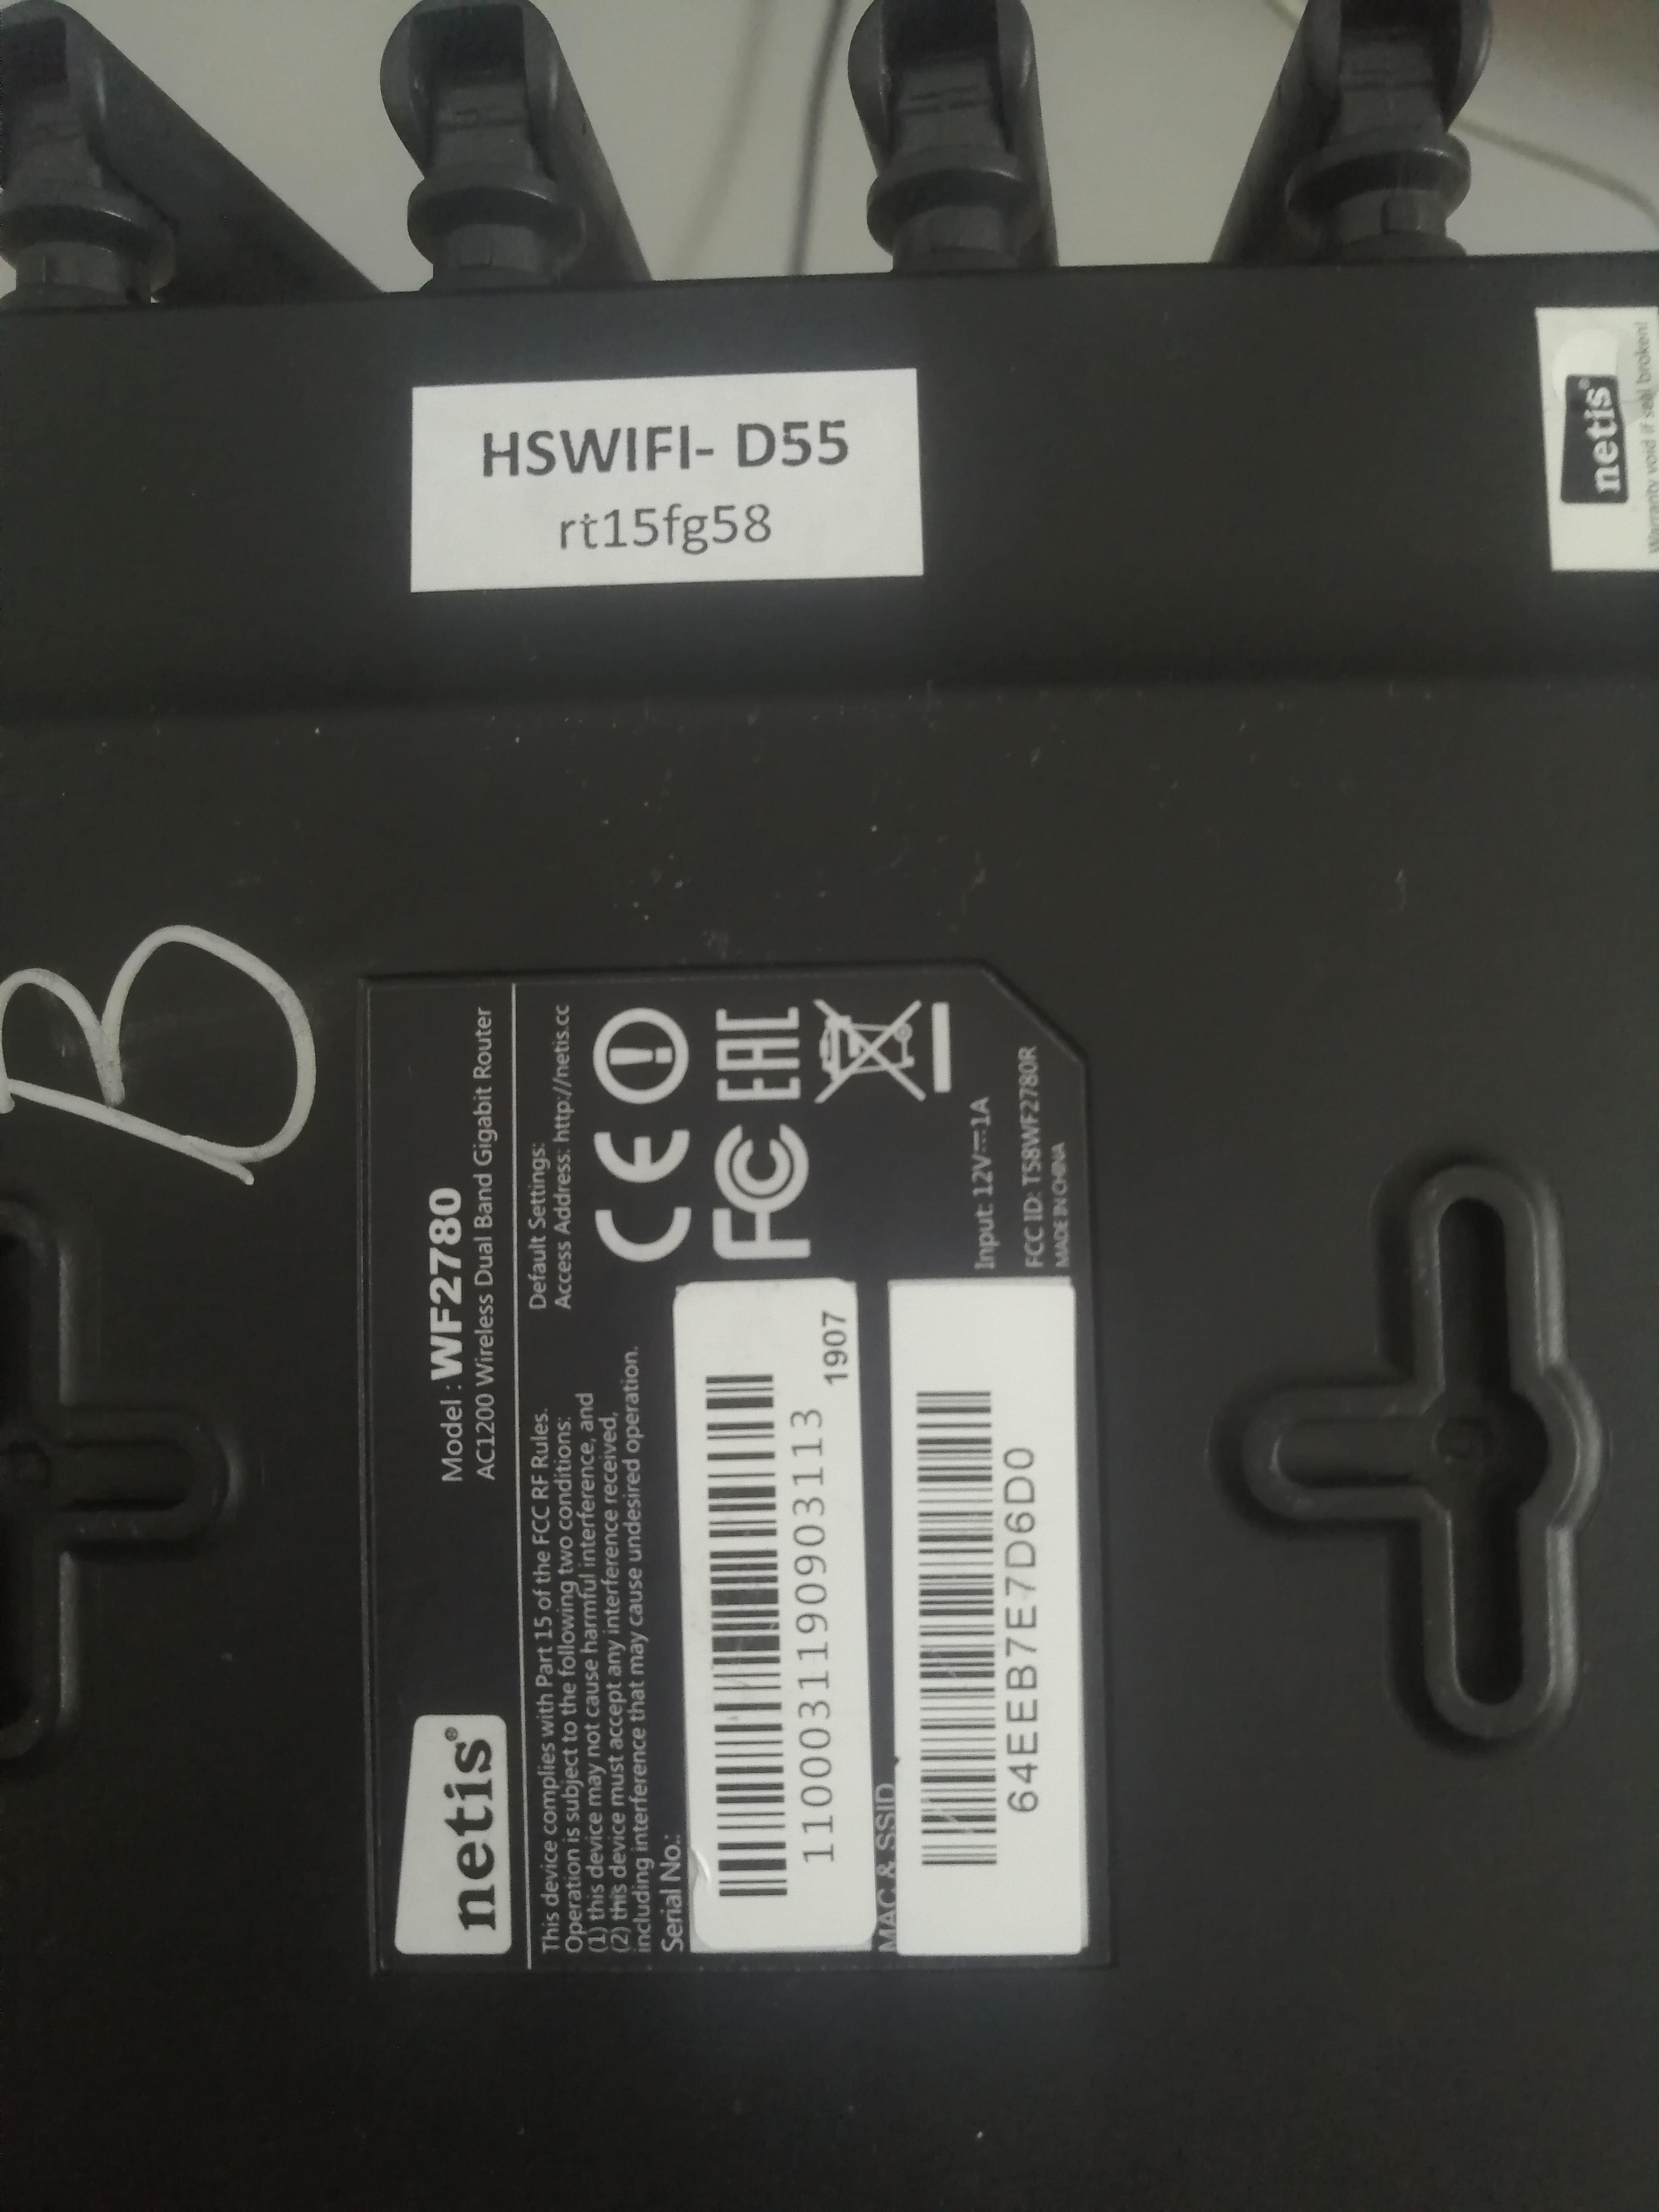 HSWIFI- D55
rt15fg58
netis®
Warranty void if seal broken!
B
netis®
Model : WF2780
AC1200 Wireless Dual Band Gigabit Router
This device complies with Part 15 of the FCC RF Rules.
Operation is subject to the following two conditions:
(1) this device may not cause harmful interference, and
(2) this device must accept any interference received,
including interference that may cause undesired operation.
Default Settings:
Access Address: http://netis.cc
CE
FC EAC
Serial No.:
1100031190903113
1907
MAC & SSID
64EEB7E7D6D0
Input: 12V⎓1A
FCC ID: T58WF2780R
MADE IN CHINA